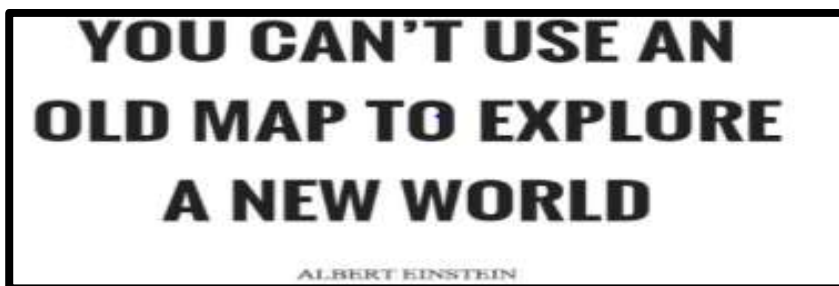 YOU CAN'T USE AN
OLD MAP TO EXPLORE
A NEW WORLD
ALBERT EINSTEIN